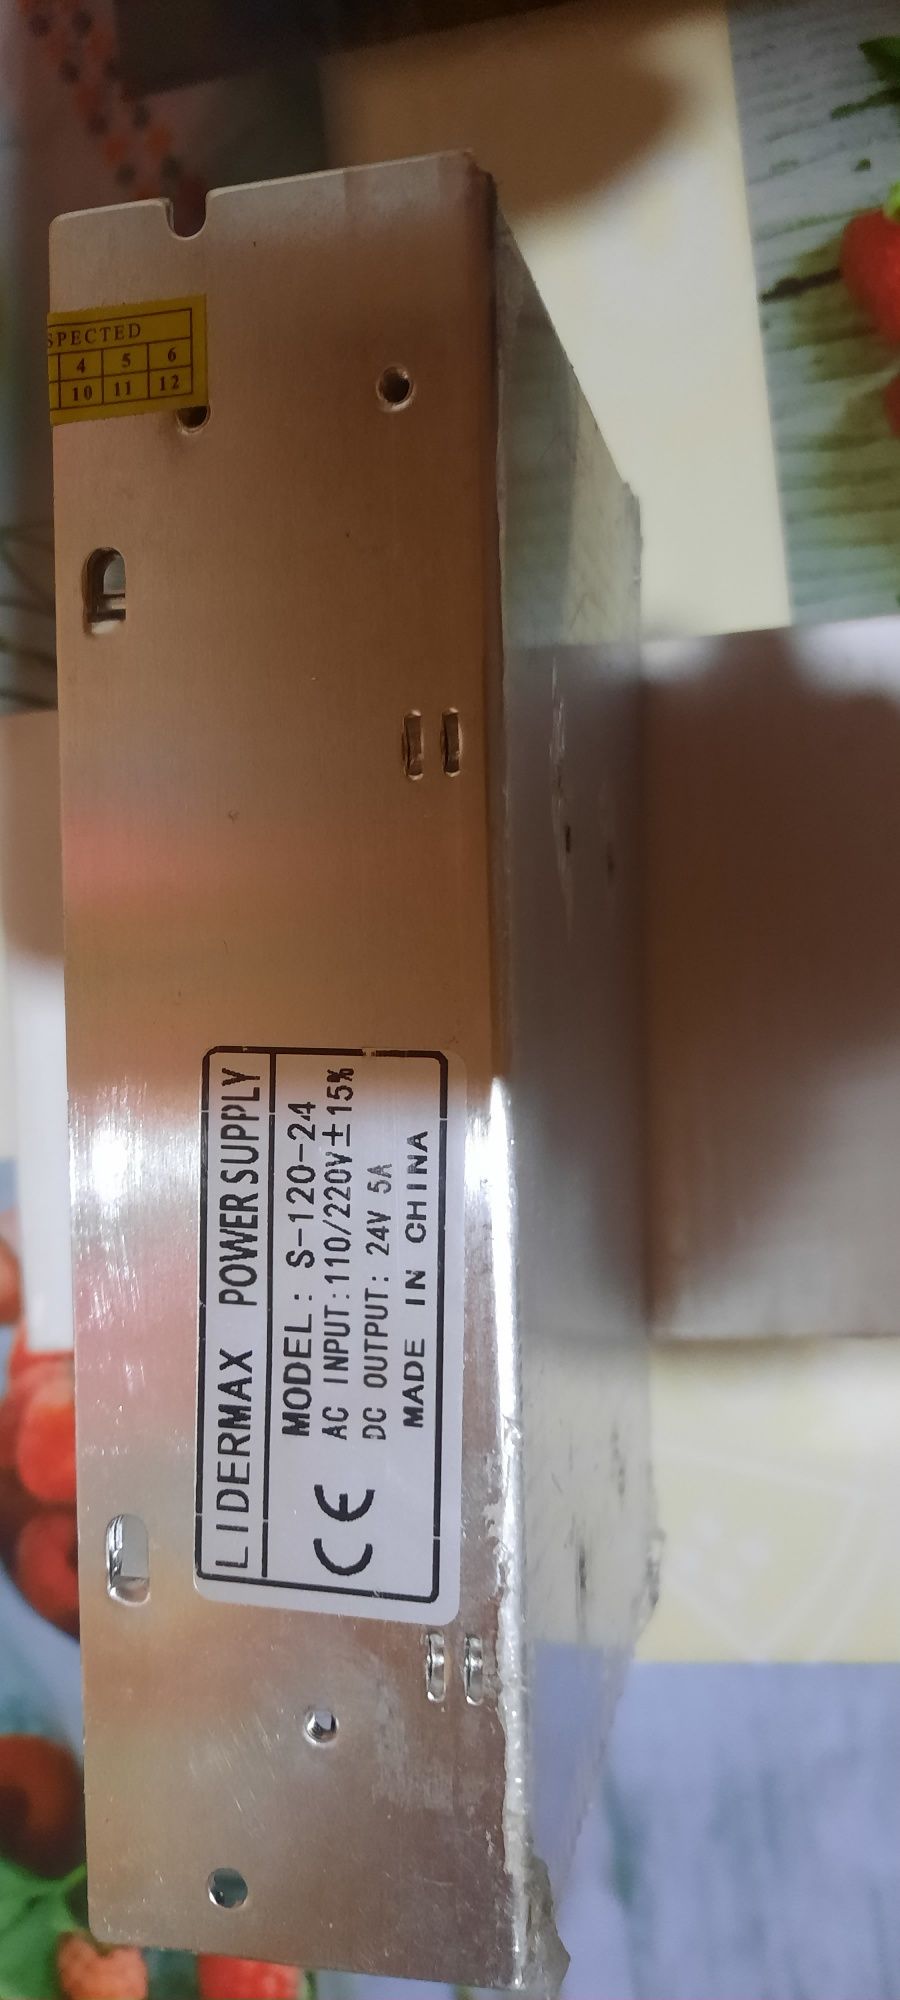 SPECTED
4 5 6
10 11 12
LIDERMAX POWER SUPPLY
MODEL: S-120-24
AC INPUT:110/220V±15%
DC OUTPUT: 24V 5A
MADE IN CHINA
CE